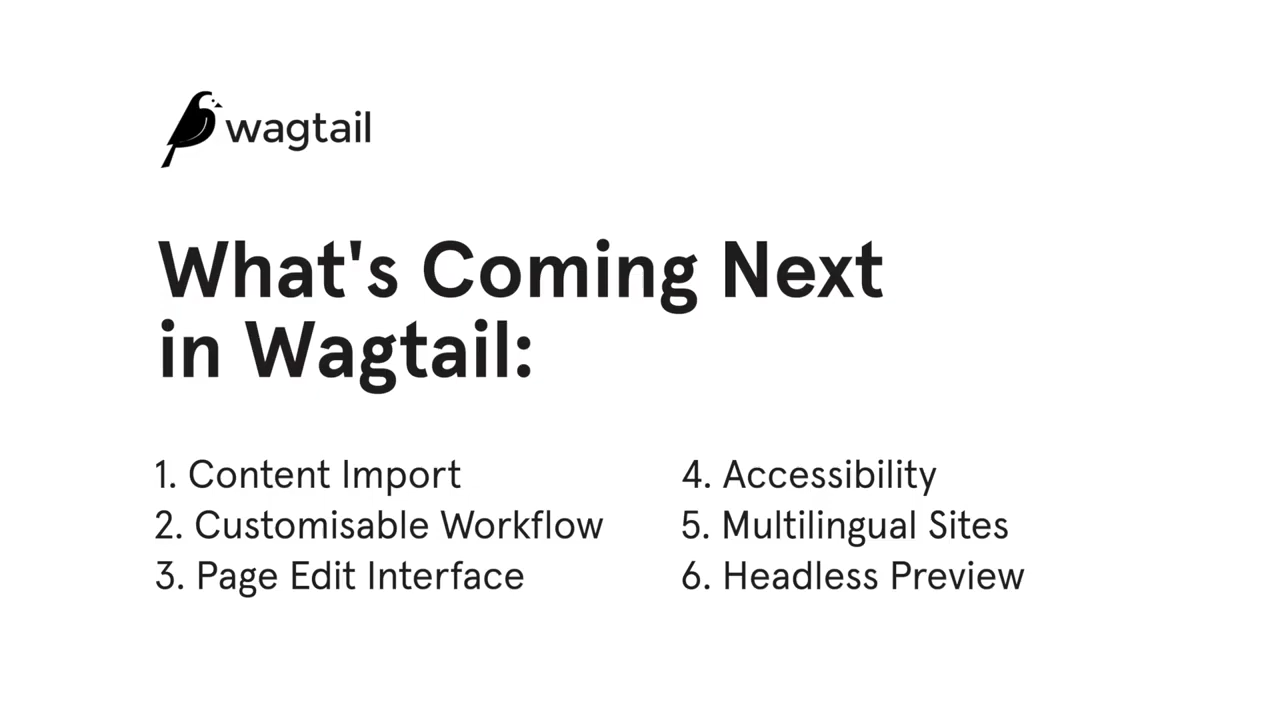 wagtail
What's Coming Next
in Wagtail:
1. Content Import
2. Customisable Workflow
3. Page Edit Interface
4. Accessibility
5. Multilingual Sites
6. Headless Preview